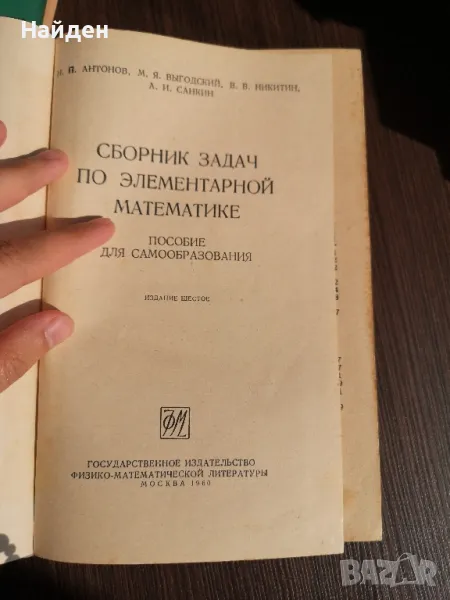 Найден
Н. П. АНТОНОВ, М. Я. ВЫГОДСКИЙ, В. В. НИКИТИН,
А. И. САНКИН
СБОРНИК ЗАДАЧ
ПО ЭЛЕМЕНТАРНОЙ
МАТЕМАТИКЕ
ПОСОБИЕ
ДЛЯ САМООБРАЗОВАНИЯ
ИЗДАНИЕ ШЕСТОЕ
ФМ
ГОСУДАРСТВЕННОЕ ИЗДАТЕЛЬСТВО
ФИЗИКО-МАТЕМАТИЧЕСКОЙ ЛИТЕРАТУРЫ
МОСКВА 1960
BAZAR